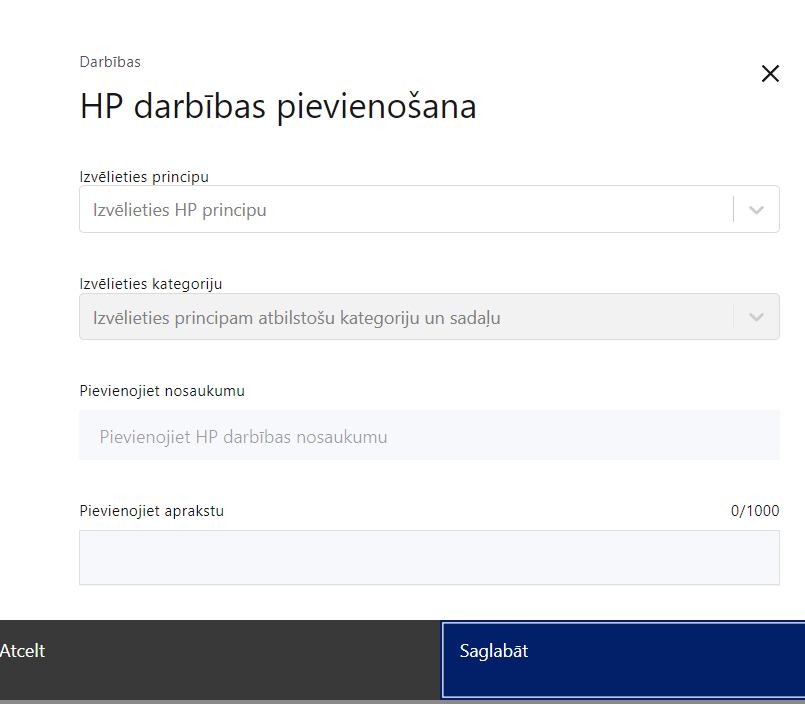 Darbības
HP darbības pievienošana
Izvēlieties principu
Izvēlieties HP principu
Izvēlieties kategoriju
Izvēlieties principam atbilstošu kategoriju un sadaļu
Pievienojiet nosaukumu
Pievienojiet HP darbības nosaukumu
Pievienojiet aprakstu 0/1000
Atcelt Saglabāt